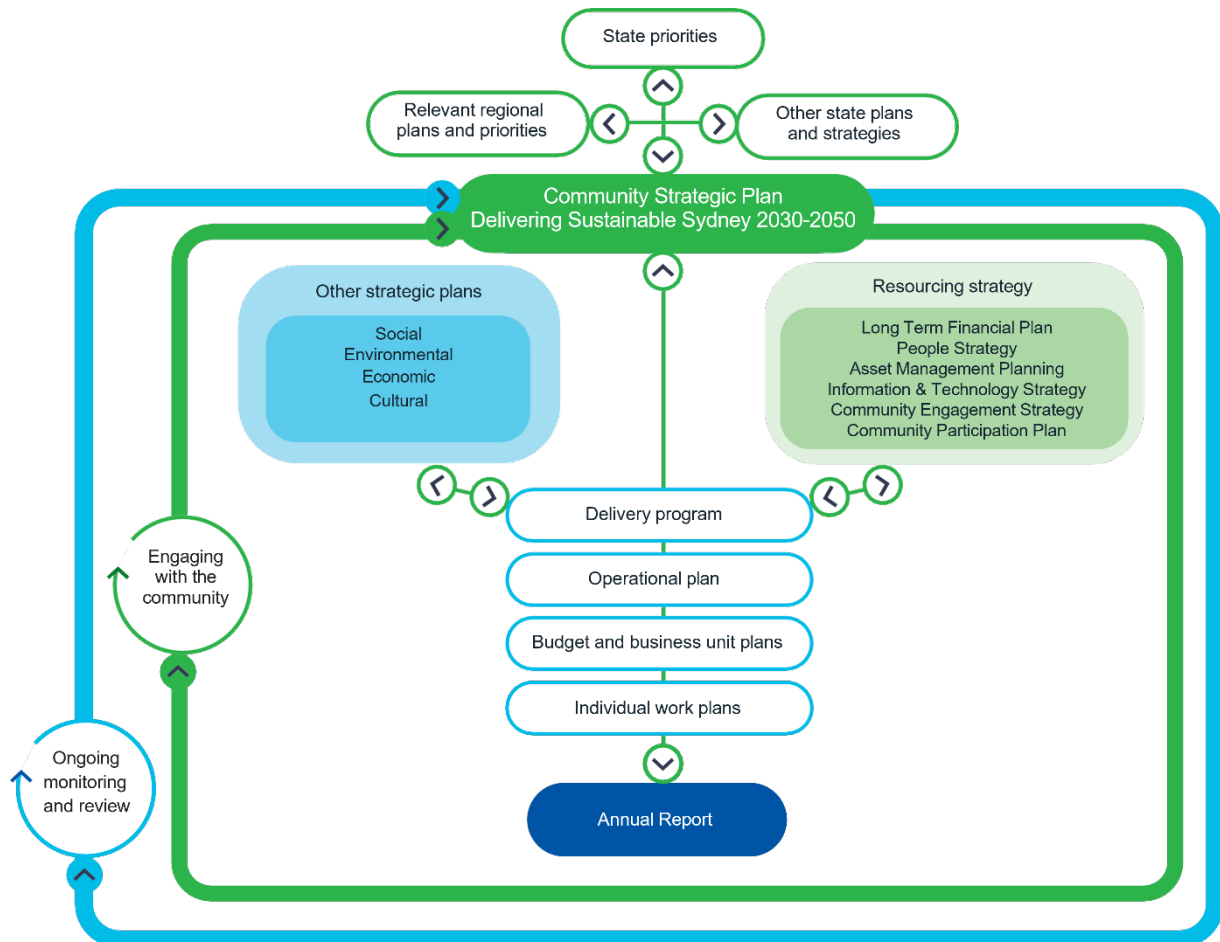 State priorities
Relevant regional
plans and priorities
Other state plans
and strategies
Community Strategic Plan
Delivering Sustainable Sydney 2030-2050
Other strategic plans
Social
Environmental
Economic
Cultural
Resourcing strategy
Long Term Financial Plan
People Strategy
Asset Management Planning
Information & Technology Strategy
Community Engagement Strategy
Community Participation Plan
Delivery program
Operational plan
Budget and business unit plans
Individual work plans
Annual Report
Engaging
with the
community
Ongoing
monitoring
and review